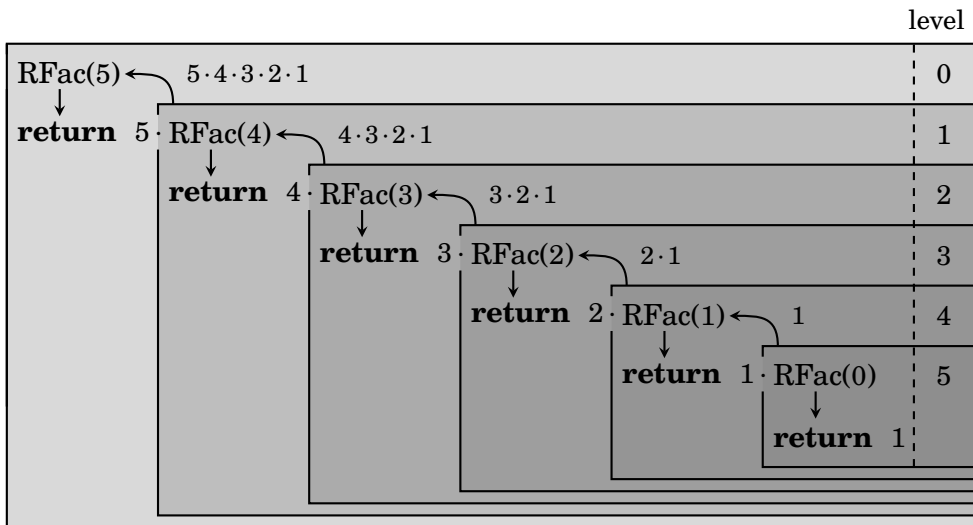 level
RFac(5) 5·4·3·2·1 0
return 5·RFac(4) 4·3·2·1 1
return 4·RFac(3) 3·2·1 2
return 3·RFac(2) 2·1 3
return 2·RFac(1) 1 4
return 1·RFac(0) 5
return 1